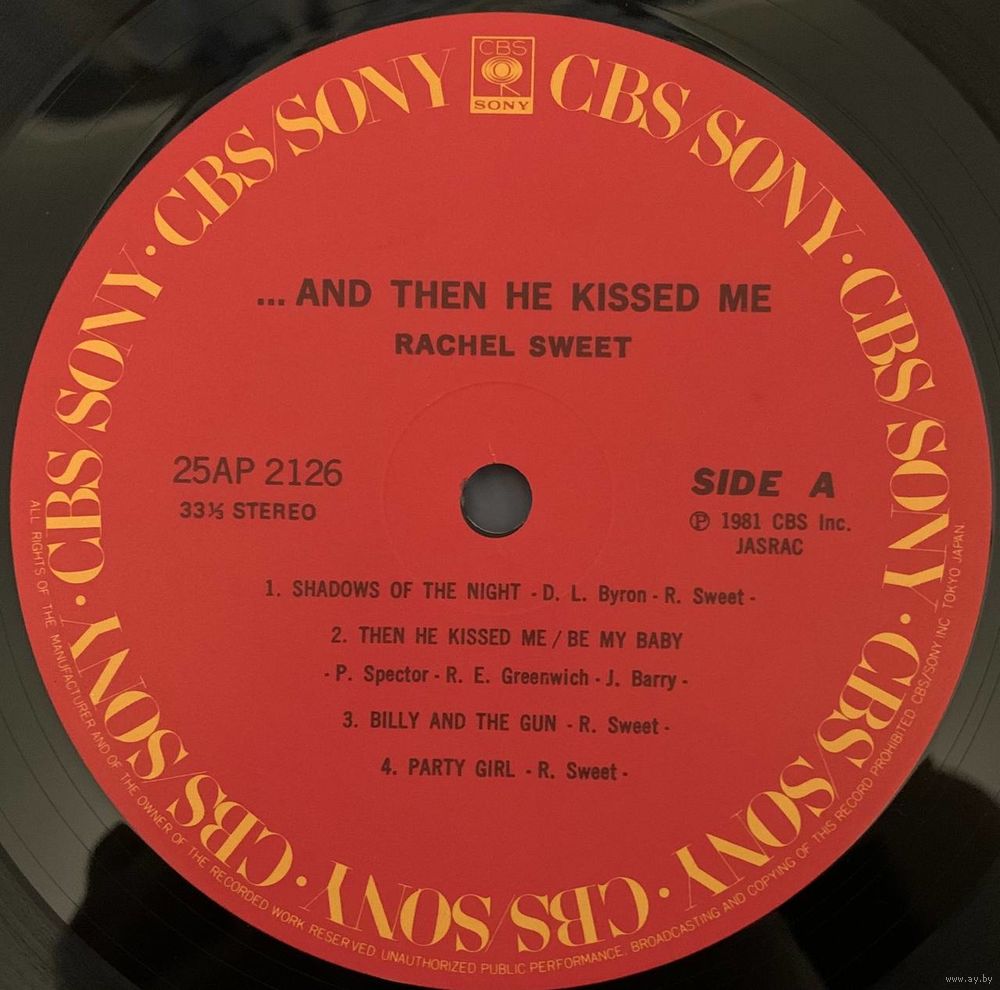 CBS
SONY
CBS/SONY · CBS/SONY · CBS/SONY · CBS/SONY · CBS/SONY · CBS/SONY · CBS/SONY · CBS/SONY
... AND THEN HE KISSED ME
RACHEL SWEET
25AP 2126
33⅓ STEREO
SIDE A
Ⓟ 1981 CBS Inc.
JASRAC
1. SHADOWS OF THE NIGHT - D. L. Byron - R. Sweet -
2. THEN HE KISSED ME / BE MY BABY
- P. Spector - R. E. Greenwich - J. Barry -
3. BILLY AND THE GUN - R. Sweet -
4. PARTY GIRL - R. Sweet -
ALL RIGHTS OF THE MANUFACTURER AND OF THE OWNER OF THE RECORDED WORK RESERVED UNAUTHORIZED PUBLIC PERFORMANCE, BROADCASTING AND COPYING OF THIS RECORD PROHIBITED CBS/SONY INC TOKYO JAPAN.
www.ay.by